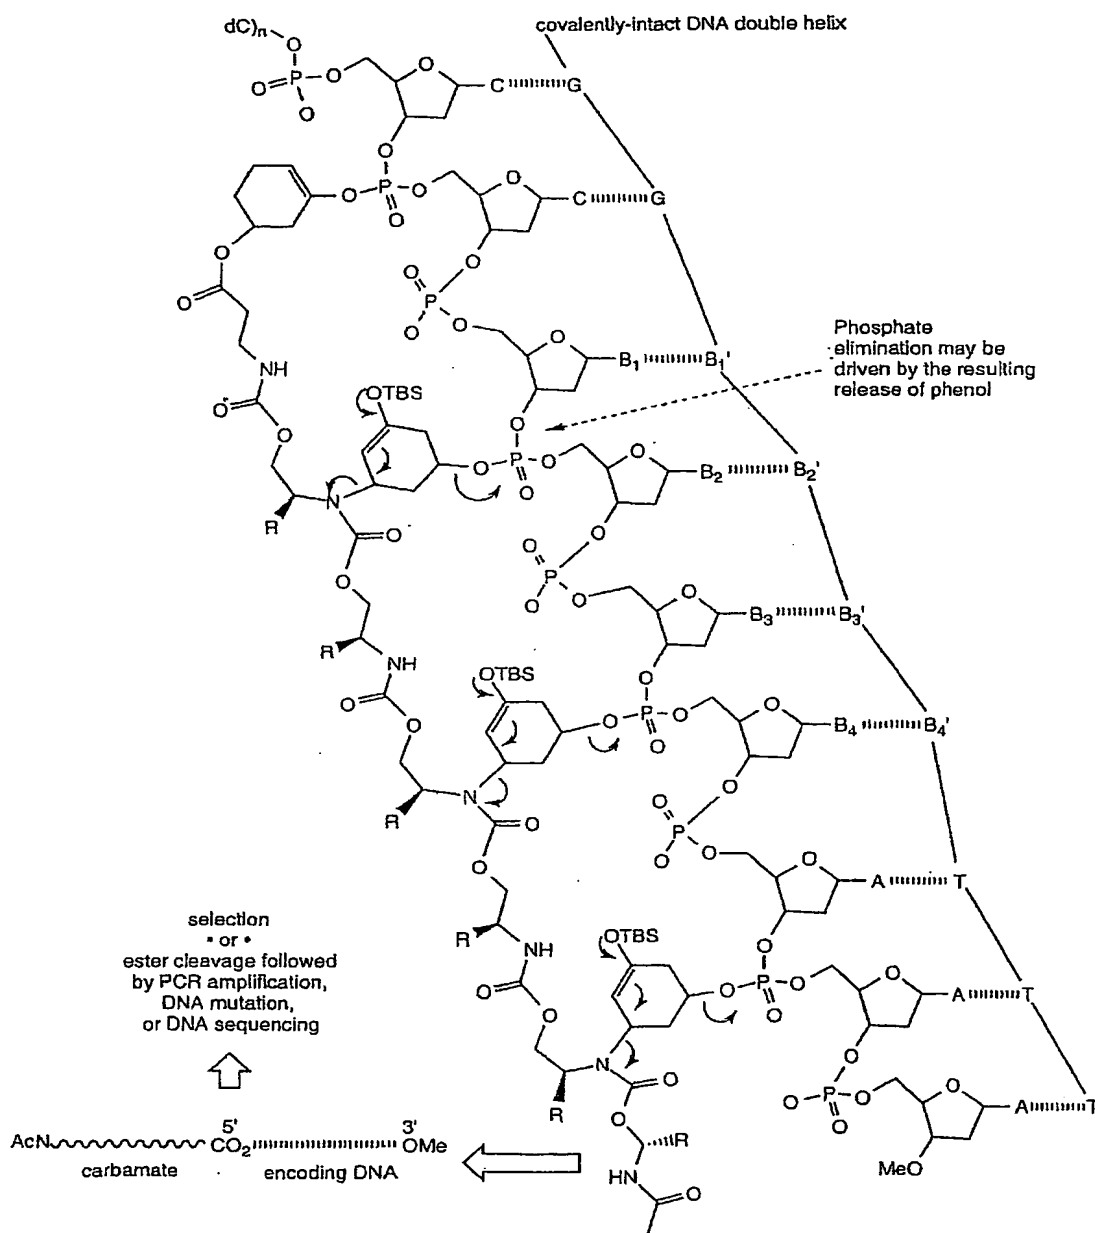 dC)n
covalently-intact DNA double helix
O
P
O
O
O
O
C
G
O
O
P
O
O
O
C
G
O
O
O
O
P
O
O
O
B1
B1'
Phosphate
elimination may be
driven by the resulting
release of phenol
NH
O
O
OTBS
O
O
P
O
O
O
B2
B2'
R
N
O
O
O
O
P
O
O
O
B3
B3'
R
NH
O
O
OTBS
O
O
P
O
O
O
B4
B4'
R
N
O
O
O
O
P
O
O
O
A
T
R
NH
O
O
OTBS
O
O
P
O
O
O
A
T
R
N
O
O
O
O
P
O
O
O
A
T
MeO
R
HN
O
selection
• or •
ester cleavage followed
by PCR amplification,
DNA mutation,
or DNA sequencing
AcN
5'
CO2
3'
OMe
carbamate
encoding DNA